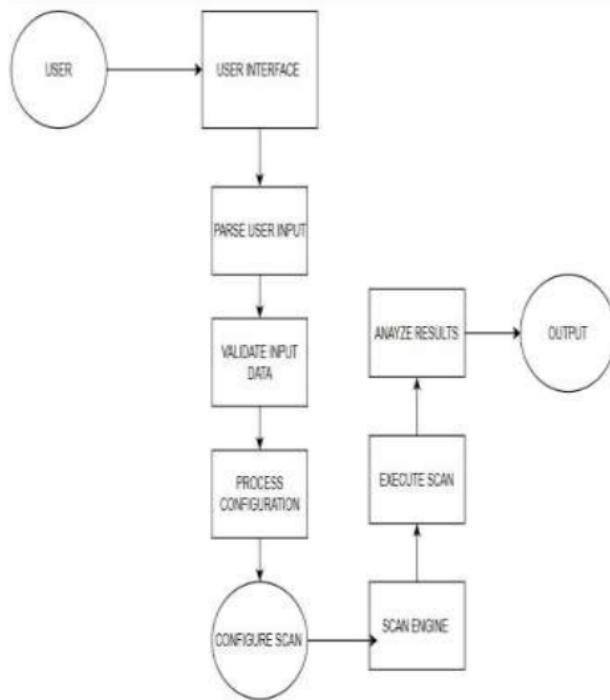 USER
USER INTERFACE
PARSE USER INPUT
VALIDATE INPUT
DATA
PROCESS
CONFIGURATION
CONFIGURE SCAN
SCAN ENGINE
EXECUTE SCAN
ANAYZE RESULTS
OUTPUT